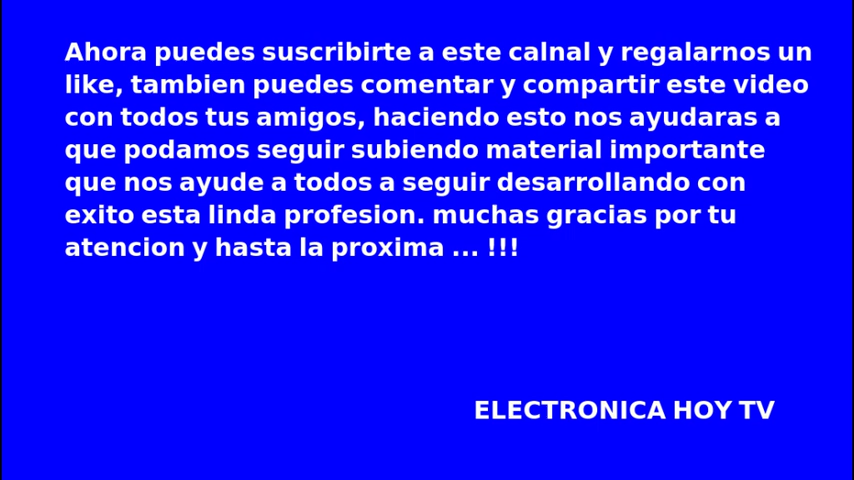 Ahora puedes suscribirte a este calnal y regalarnos un
like, tambien puedes comentar y compartir este video
con todos tus amigos, haciendo esto nos ayudaras a
que podamos seguir subiendo material importante
que nos ayude a todos a seguir desarrollando con
exito esta linda profesion. muchas gracias por tu
atencion y hasta la proxima ... !!!
ELECTRONICA HOY TV